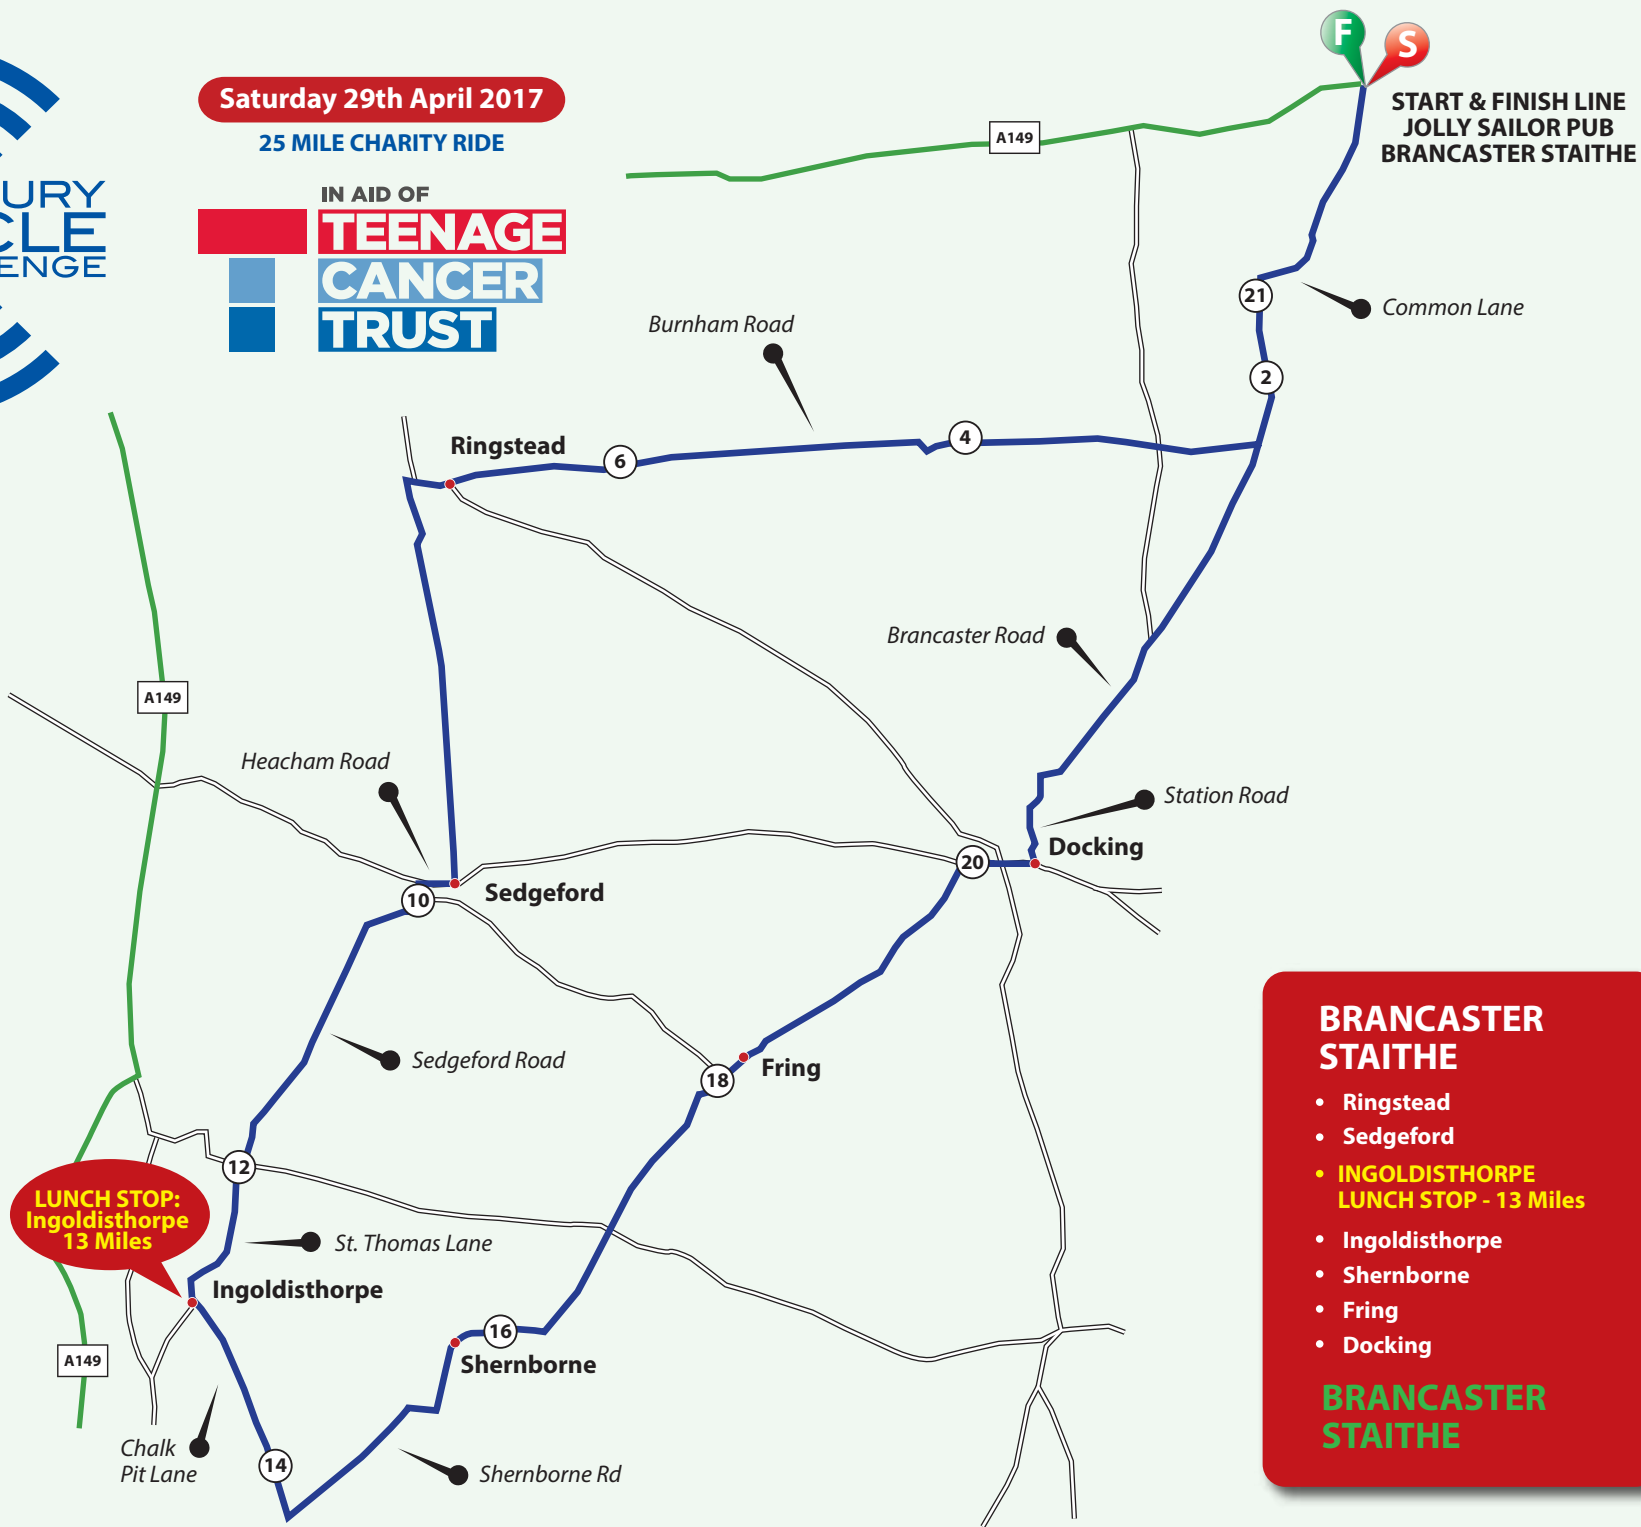 URY
CLE
ENGE
Saturday 29th April 2017
25 MILE CHARITY RIDE
IN AID OF
TEENAGE
CANCER
TRUST
F
S
START & FINISH LINE
JOLLY SAILOR PUB
BRANCASTER STAITHE
A149
21
Common Lane
Burnham Road
2
Ringstead
6
4
Brancaster Road
A149
Heacham Road
Station Road
Docking
20
Sedgeford
10
Sedgeford Road
Fring
18
12
LUNCH STOP:
Ingoldisthorpe
13 Miles
St. Thomas Lane
Ingoldisthorpe
16
Shernborne
A149
Chalk
Pit Lane
14
Shernborne Rd
BRANCASTER
STAITHE
• Ringstead
• Sedgeford
• INGOLDISTHORPE
LUNCH STOP - 13 Miles
• Ingoldisthorpe
• Shernborne
• Fring
• Docking
BRANCASTER
STAITHE